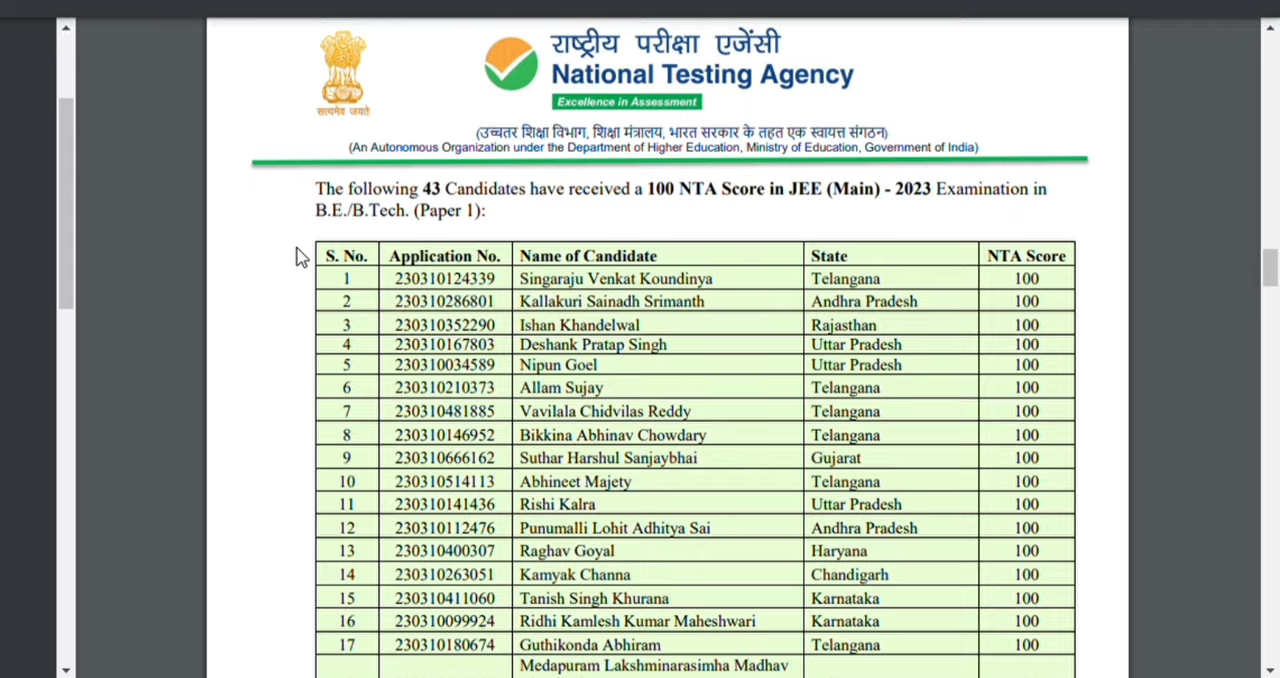 सत्यमेव जयते
राष्ट्रीय परीक्षा एजेंसी
National Testing Agency
Excellence in Assessment
(उच्चतर शिक्षा विभाग, शिक्षा मंत्रालय, भारत सरकार के तहत एक स्वायत्त संगठन)
(An Autonomous Organization under the Department of Higher Education, Ministry of Education, Government of India)
The following 43 Candidates have received a 100 NTA Score in JEE (Main) - 2023 Examination in
B.E./B.Tech. (Paper 1):
S. No. Application No. Name of Candidate State NTA Score
1 230310124339 Singaraju Venkat Koundinya Telangana 100
2 230310286801 Kallakuri Sainadh Srimanth Andhra Pradesh 100
3 230310352290 Ishan Khandelwal Rajasthan 100
4 230310167803 Deshank Pratap Singh Uttar Pradesh 100
5 230310034589 Nipun Goel Uttar Pradesh 100
6 230310210373 Allam Sujay Telangana 100
7 230310481885 Vavilala Chidvilas Reddy Telangana 100
8 230310146952 Bikkina Abhinav Chowdary Telangana 100
9 230310666162 Suthar Harshul Sanjaybhai Gujarat 100
10 230310514113 Abhineet Majety Telangana 100
11 230310141436 Rishi Kalra Uttar Pradesh 100
12 230310112476 Punumalli Lohit Adhitya Sai Andhra Pradesh 100
13 230310400307 Raghav Goyal Haryana 100
14 230310263051 Kamyak Channa Chandigarh 100
15 230310411060 Tanish Singh Khurana Karnataka 100
16 230310099924 Ridhi Kamlesh Kumar Maheshwari Karnataka 100
17 230310180674 Guthikonda Abhiram Telangana 100
Medapuram Lakshminarasimha Madhav